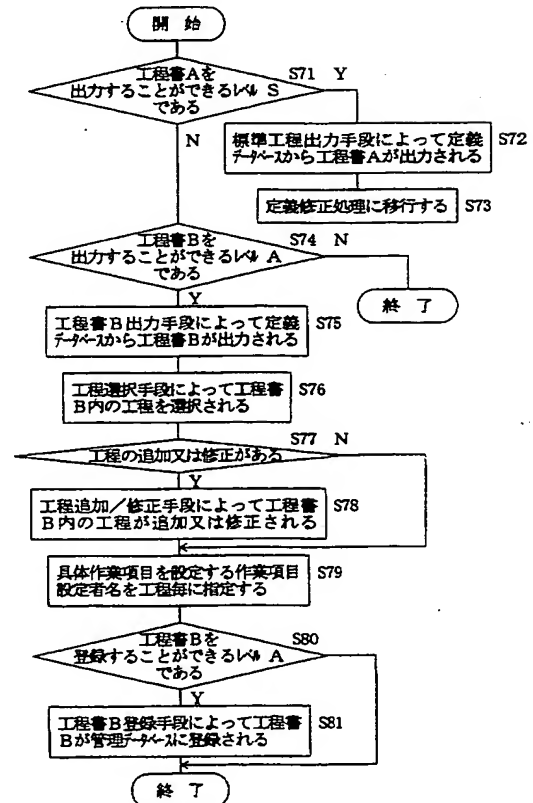 開 始
工程書Aを
出力することができるレベル S
である
S71 Y
N
標準工程出力手段によって定義
データベースから工程書Aが出力される
S72
定義修正処理に移行する
S73
工程書Bを
出力することができるレベル A
である
S74 N
Y
終 了
工程書B出力手段によって定義
データベースから工程書Bが出力される
S75
工程選択手段によって工程書
B内の工程を選択される
S76
工程の追加又は修正がある
S77 N
Y
工程追加/修正手段によって工程書
B内の工程が追加又は修正される
S78
具体作業項目を設定する作業項目
設定者名を工程毎に指定する
S79
工程書Bを
登録することができるレベル A
である
S80
Y
工程書B登録手段によって工程書
Bが管理データベースに登録される
S81
終 了